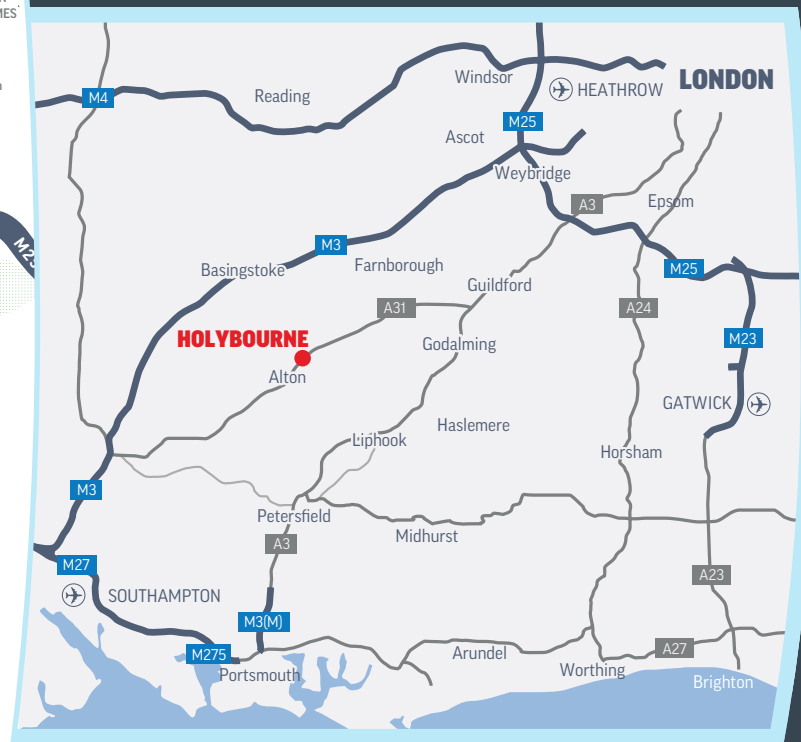 MES
M4
Reading
Windsor
HEATHROW
LONDON
M25
Ascot
Weybridge
A3
Epsom
M3
Basingstoke
Farnborough
M25
Guildford
A31
A24
HOLYBOURNE
Godalming
M23
Alton
GATWICK
Haslemere
Liphook
Horsham
M3
Petersfield
Midhurst
A3
M27
A23
SOUTHAMPTON
M3(M)
M275
Arundel
A27
Portsmouth
Worthing
Brighton